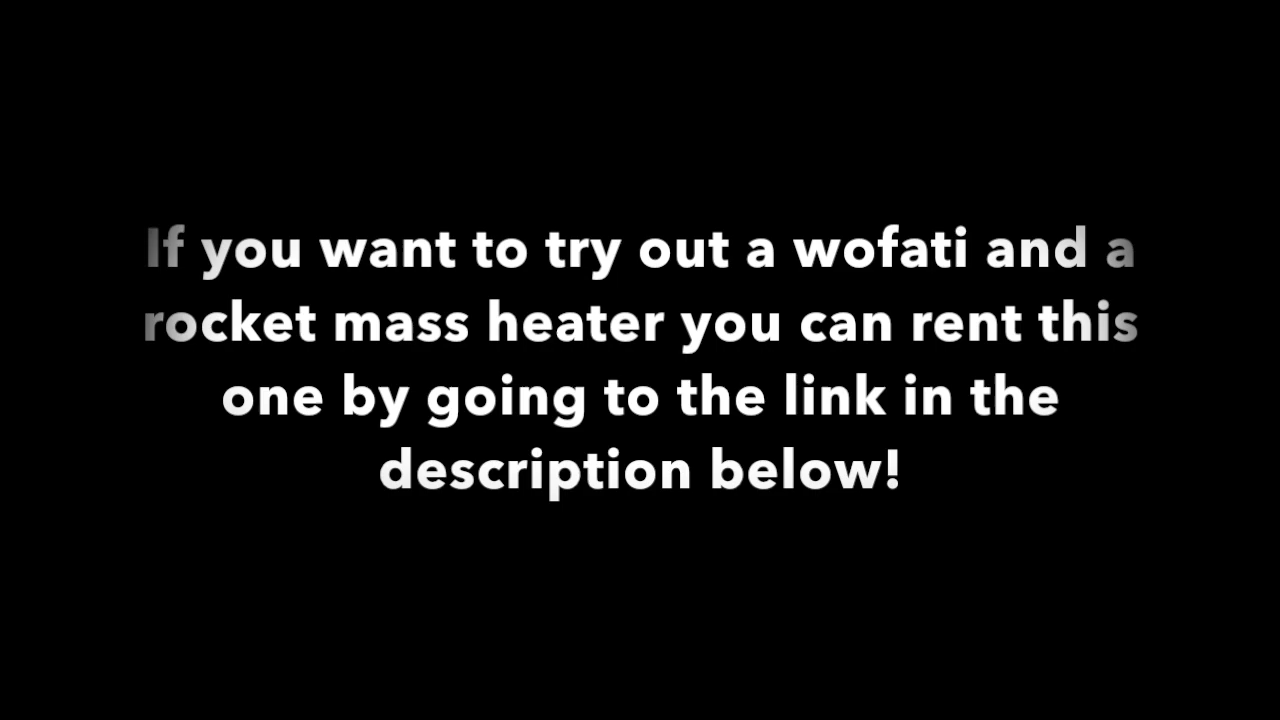 If you want to try out a wofati and a
rocket mass heater you can rent this
one by going to the link in the
description below!